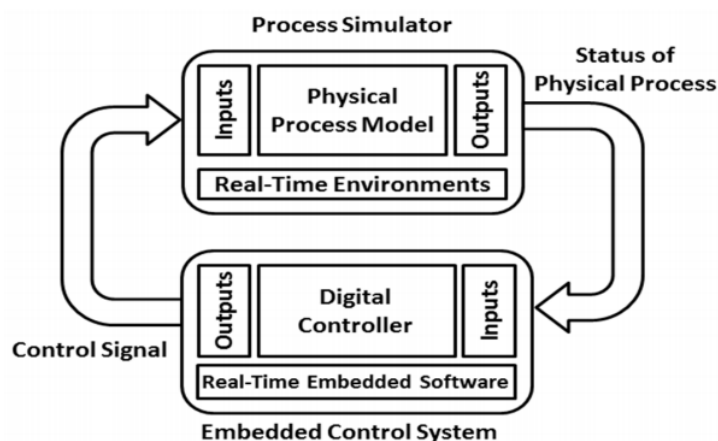 Process Simulator
Status of
Physical Process
Inputs
Physical
Process Model
Outputs
Real-Time Environments
Outputs
Digital
Controller
Inputs
Control Signal
Real-Time Embedded Software
Embedded Control System